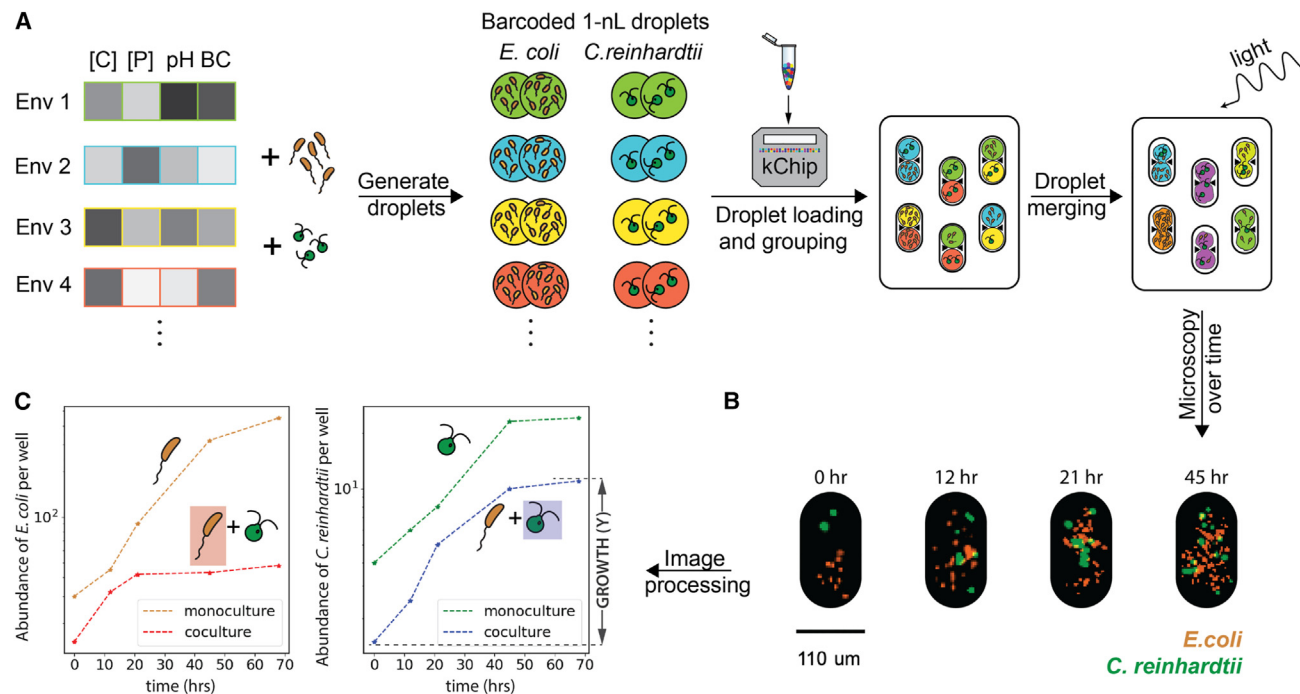 A
[C] [P] pH BC
Env 1
Env 2
Env 3
Env 4
+
+
Generate
droplets
Barcoded 1-nL droplets
E. coli C.reinhardtii
kChip
Droplet loading
and grouping
Droplet
merging
light
Microscopy
over time
B
0 hr 12 hr 21 hr 45 hr
110 um
E.coli
C. reinhardtii
Image
processing
C
Abundance of E. coli per well
10²
+
monoculture
coculture
0 10 20 30 40 50 60 70
time (hrs)
Abundance of C. reinhardtii per well
10¹
+
GROWTH (Y)
monoculture
coculture
0 10 20 30 40 50 60 70
time (hrs)